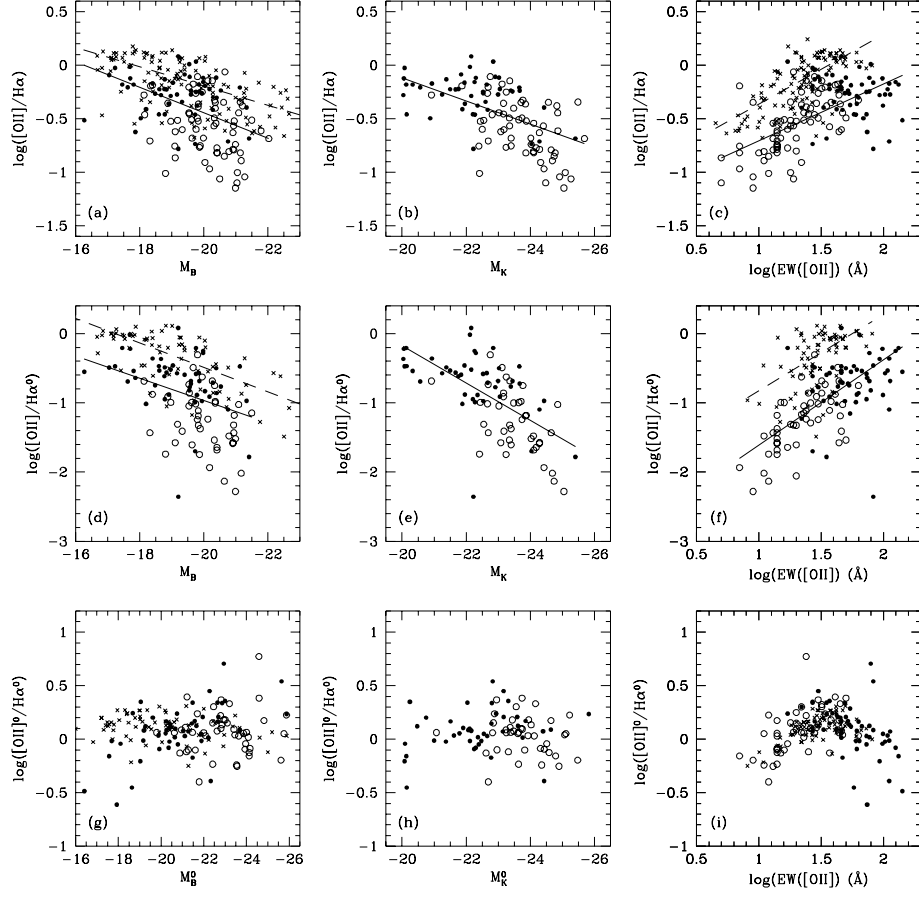 0.5
0
-0.5
-1
-1.5
log([OII]/Hα)
(a)
-16 -18 -20 -22
M_B
0.5
0
-0.5
-1
-1.5
log([OII]/Hα)
(b)
-20 -22 -24 -26
M_K
0.5
0
-0.5
-1
-1.5
log([OII]/Hα)
(c)
0.5 1 1.5 2
log(EW([OII]) (Å)
0
-1
-2
-3
log([OII]/Hα⁰)
(d)
-16 -18 -20 -22
M_B
0
-1
-2
-3
log([OII]/Hα⁰)
(e)
-20 -22 -24 -26
M_K
0
-1
-2
-3
log([OII]/Hα⁰)
(f)
0.5 1 1.5 2
log(EW([OII]) (Å)
1
0.5
0
-0.5
-1
log([OII]⁰/Hα⁰)
(g)
-16 -18 -20 -22 -24 -26
M_B⁰
1
0.5
0
-0.5
-1
log([OII]⁰/Hα⁰)
(h)
-20 -22 -24 -26
M_K⁰
1
0.5
0
-0.5
-1
log([OII]⁰/Hα⁰)
(i)
0.5 1 1.5 2
log(EW([OII]) (Å)